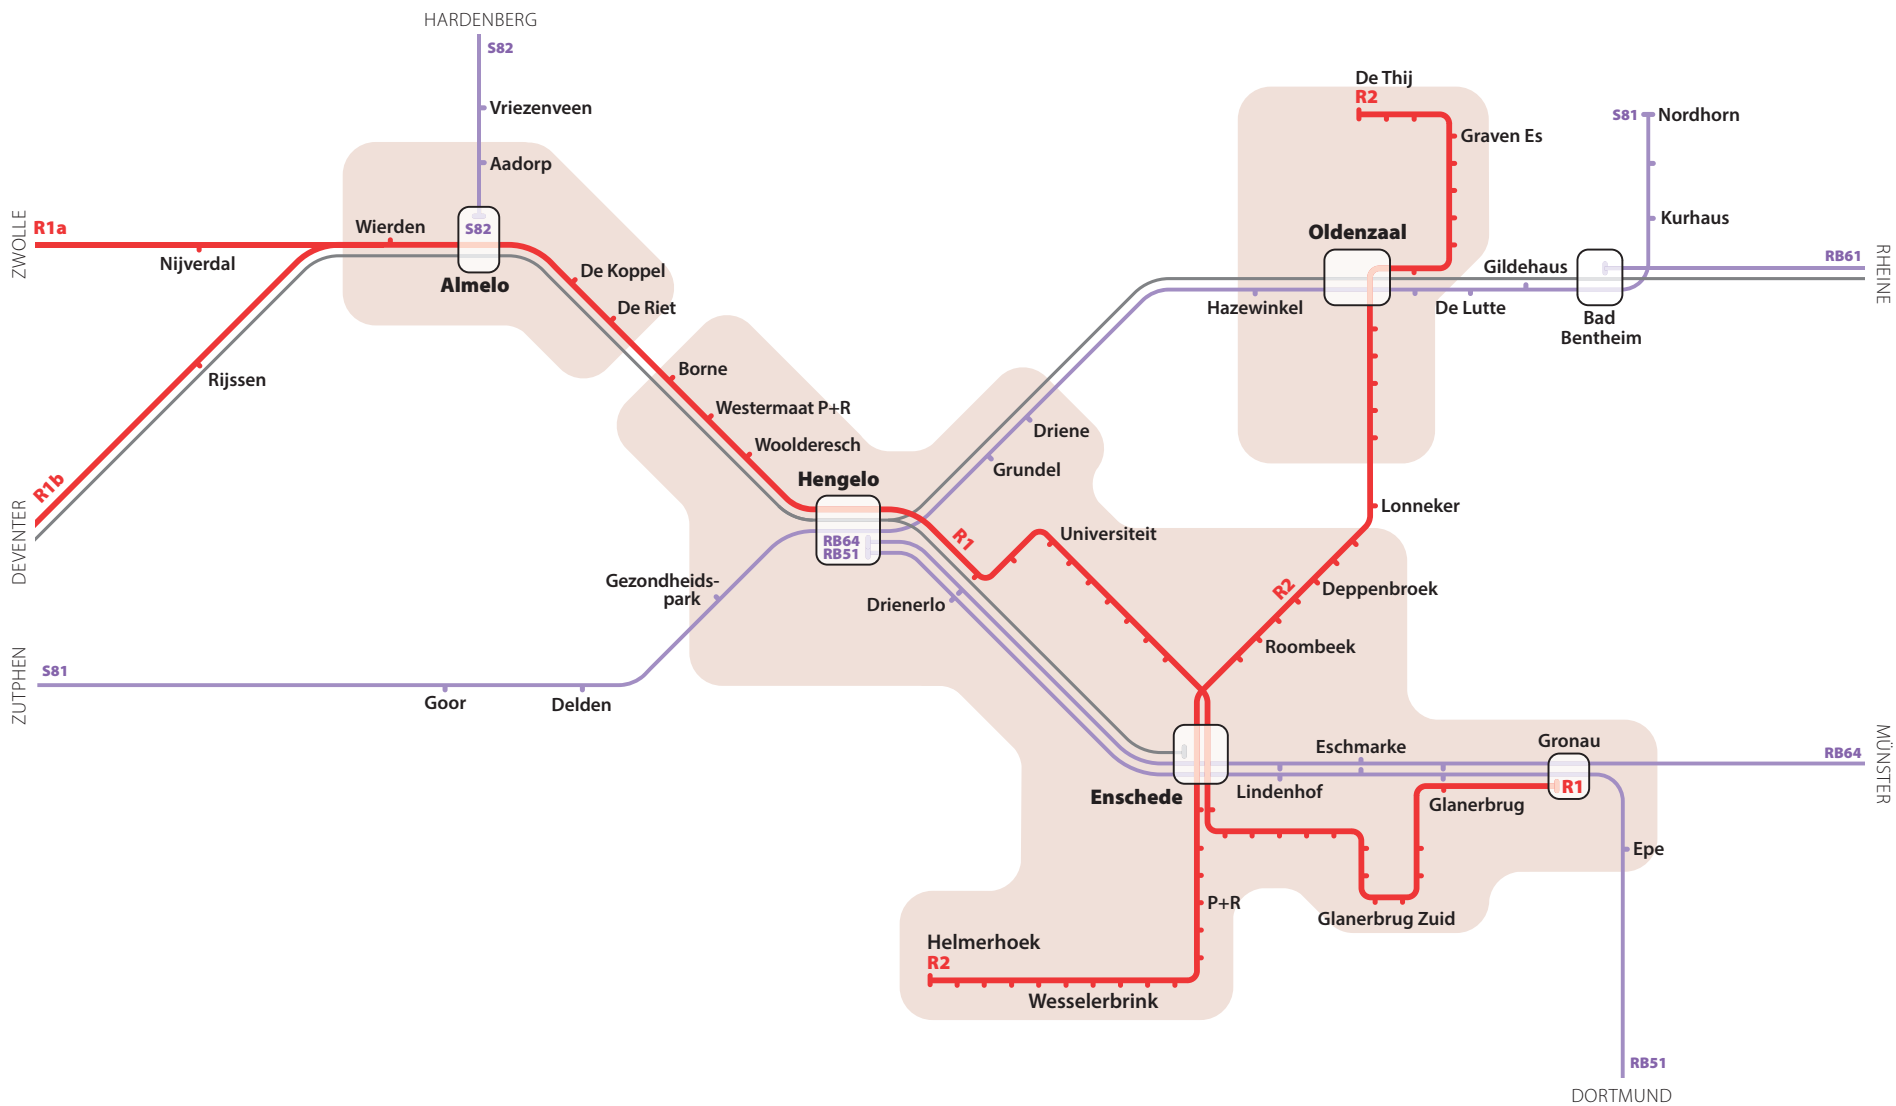 HARDENBERG
S82
Vriezenveen
Aadorp
ZWOLLE
R1a
Nijverdal
Wierden
S82
Almelo
De Koppel
De Riet
Rijssen
R1b
DEVENTER
Borne
Westermaat P+R
Woolderesch
Hengelo
RB64
RB51
Gezondheids-
park
ZUTPHEN
S81
Goor
Delden
Drienerlo
R1
Universiteit
Grundel
Driene
De Thij
R2
Graven Es
Oldenzaal
Hazewinkel
De Lutte
Gildehaus
Bad
Bentheim
S81
Nordhorn
Kurhaus
RB61
RHEINE
Lonneker
R2
Deppenbroek
Roombeek
Enschede
Eschmarke
Lindenhof
Gronau
R1
Glanerbrug
RB64
MÜNSTER
Epe
P+R
Glanerbrug Zuid
Helmerhoek
R2
Wesselerbrink
RB51
DORTMUND